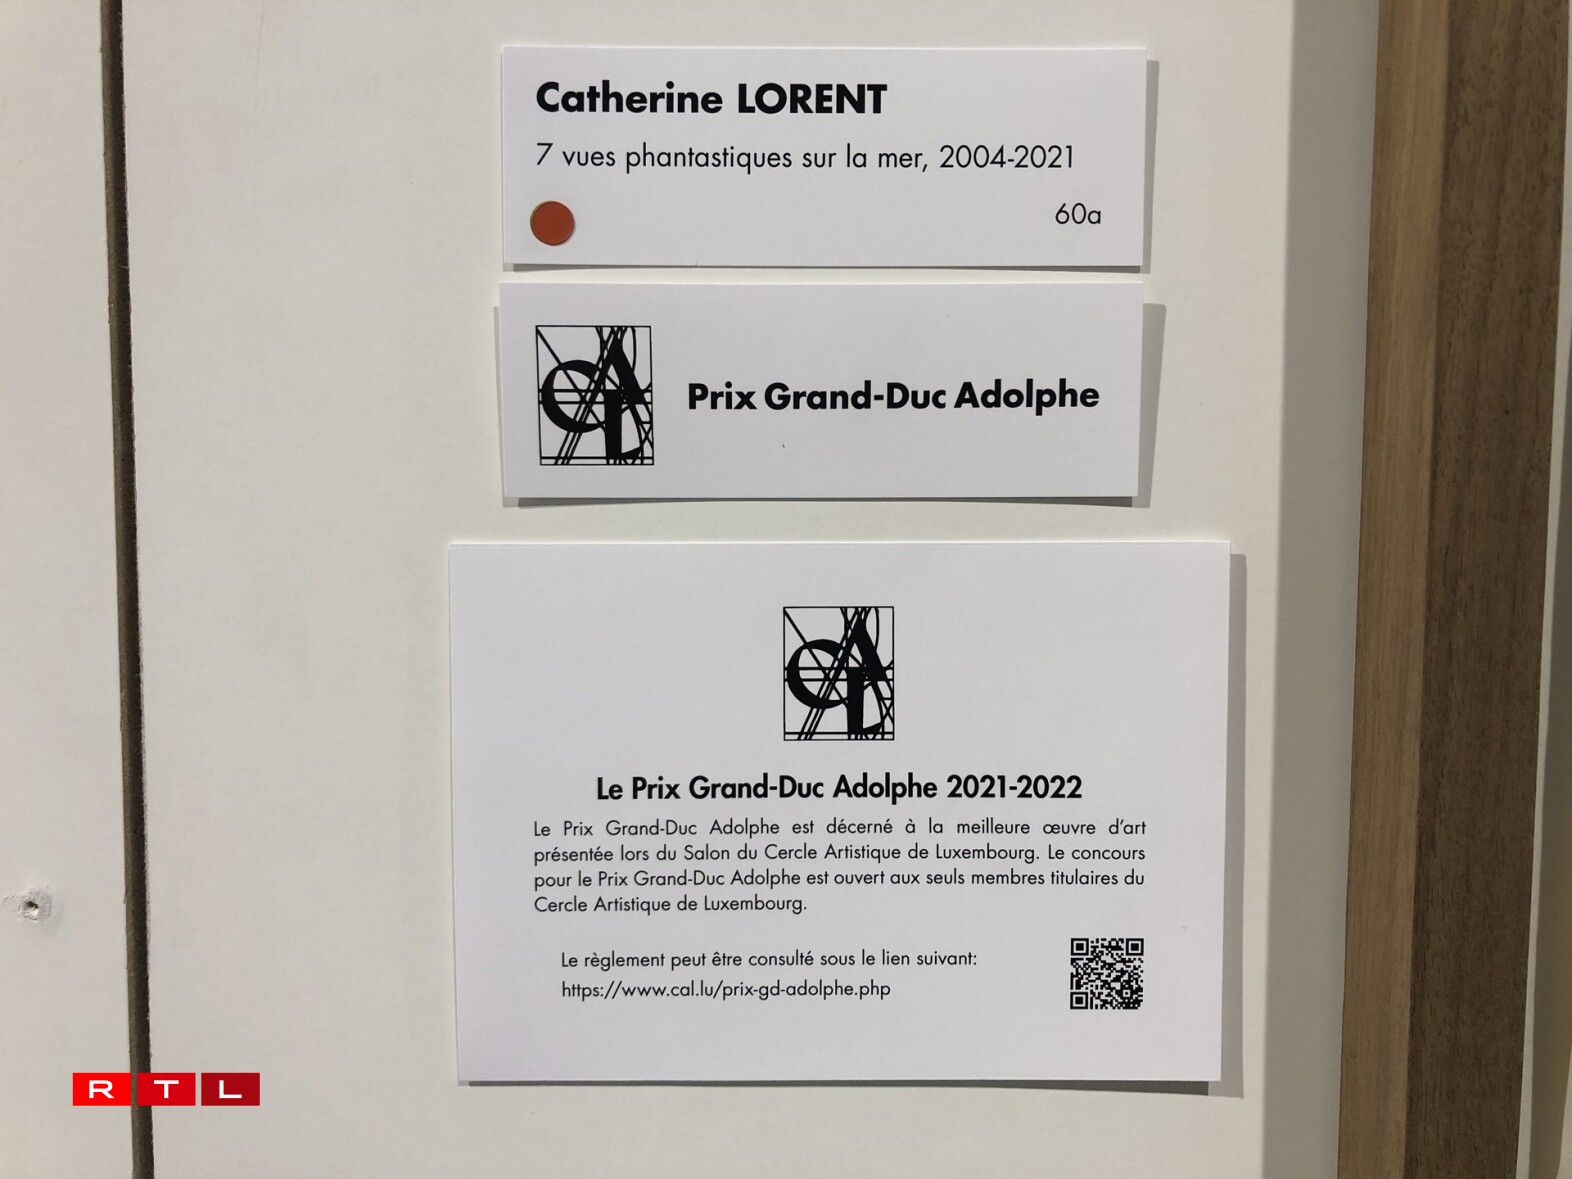 Catherine LORENT
7 vues phantastiques sur la mer, 2004-2021
60a
CAL
Prix Grand-Duc Adolphe
CAL
Le Prix Grand-Duc Adolphe 2021-2022
Le Prix Grand-Duc Adolphe est décerné à la meilleure œuvre d'art
présentée lors du Salon du Cercle Artistique de Luxembourg. Le concours
pour le Prix Grand-Duc Adolphe est ouvert aux seuls membres titulaires du
Cercle Artistique de Luxembourg.
Le règlement peut être consulté sous le lien suivant:
https://www.cal.lu/prix-gd-adolphe.php
RTL